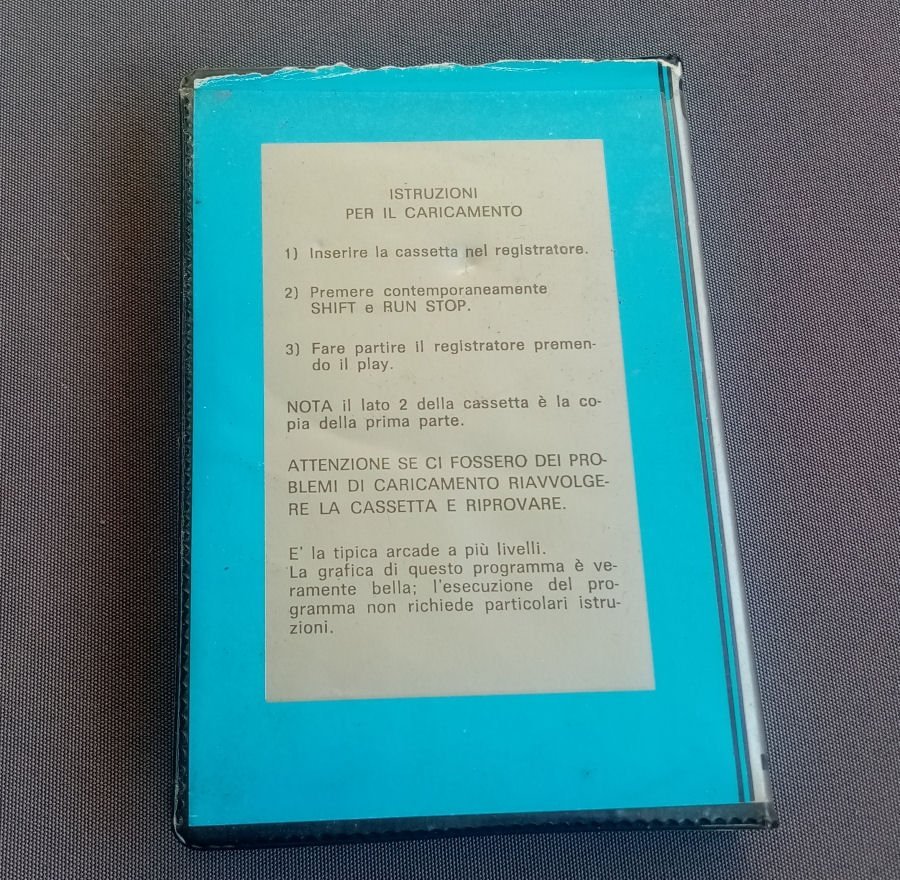 ISTRUZIONI
PER IL CARICAMENTO
1) Inserire la cassetta nel registratore.
2) Premere contemporaneamente
SHIFT e RUN STOP.
3) Fare partire il registratore premen-
do il play.
NOTA il lato 2 della cassetta è la co-
pia della prima parte.
ATTENZIONE SE CI FOSSERO DEI PRO-
BLEMI DI CARICAMENTO RIAVVOLGE-
RE LA CASSETTA E RIPROVARE.
E' la tipica arcade a più livelli.
La grafica di questo programma è ve-
ramente bella; l'esecuzione del pro-
gramma non richiede particolari istru-
zioni.